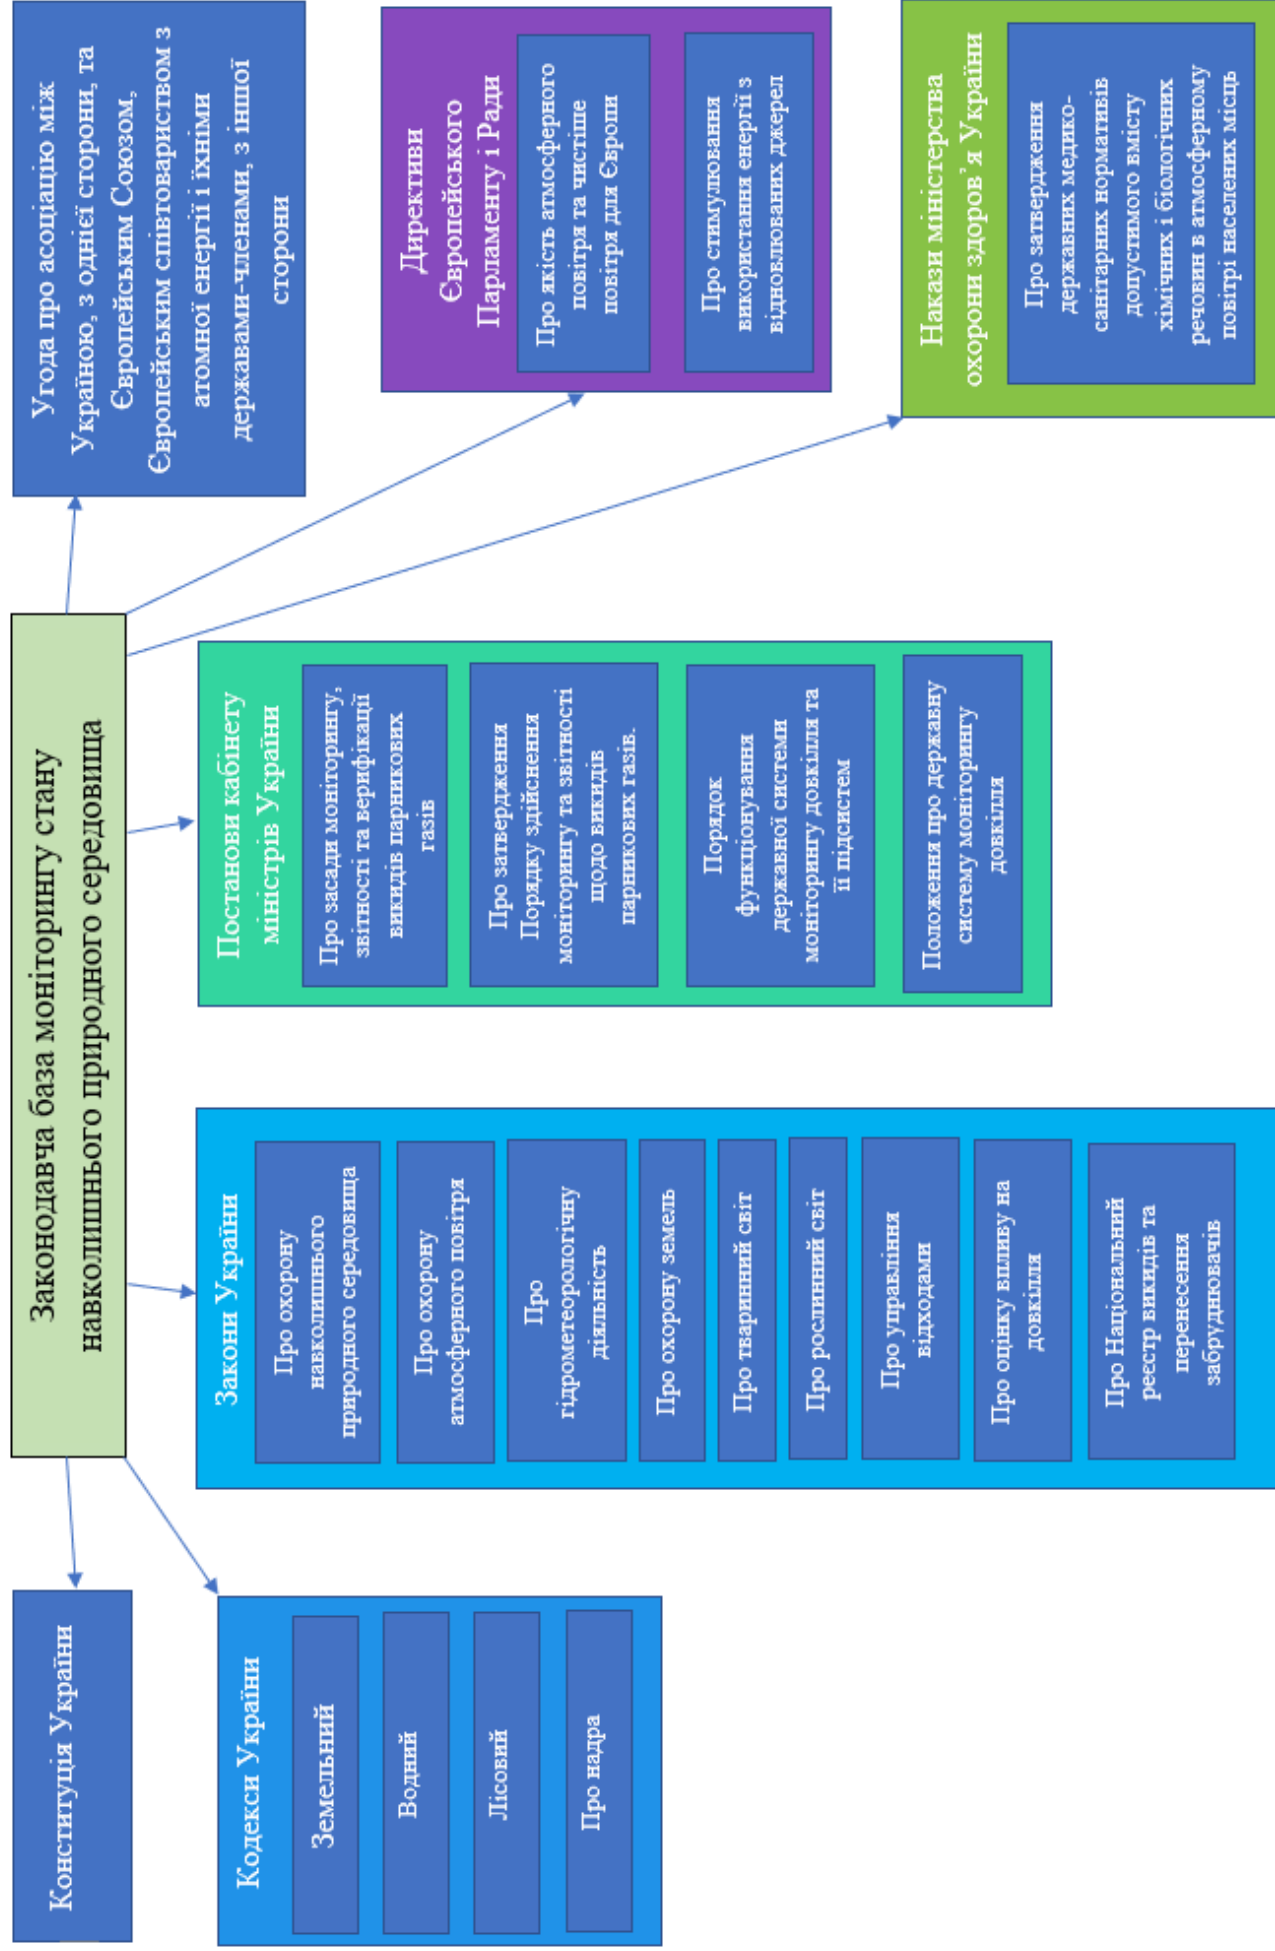 Законодавча база моніторингу стану
навколишнього природного середовища
Конституція України
Кодекси України
Земельний
Водний
Лісовий
Про надра
Закони України
Про охорону
навколишнього
природного середовища
Про охорону
атмосферного повітря
Про
гідрометеорологічну
діяльність
Про охорону земель
Про тваринний світ
Про рослинний світ
Про управління
відходами
Про оцінку впливу на
довкілля
Про Національний
реєстр викидів та
перенесення
забруднювачів
Постанови кабінету
міністрів України
Про засади моніторингу,
звітності та верифікації
викидів парникових
газів
Про затвердження
Порядку здійснення
моніторингу та звітності
щодо викидів
парникових газів.
Порядок
функціонування
державної системи
моніторингу довкілля та
її підсистем
Положення про державну
систему моніторингу
довкілля
Угода про асоціацію між
Україною, з однієї сторони, та
Європейським Союзом,
Європейським співтовариством з
атомної енергії і їхніми
державами-членами, з іншої
сторони
Директиви
Європейського
Парламенту і Ради
Про якість атмосферного
повітря та чистіше
повітря для Європи
Про стимулювання
використання енергії з
відновлюваних джерел
Накази міністерства
охорони здоров’я України
Про затвердження
державних медико-
санітарних нормативів
допустимого вмісту
хімічних і біологічних
речовин в атмосферному
повітрі населених місць